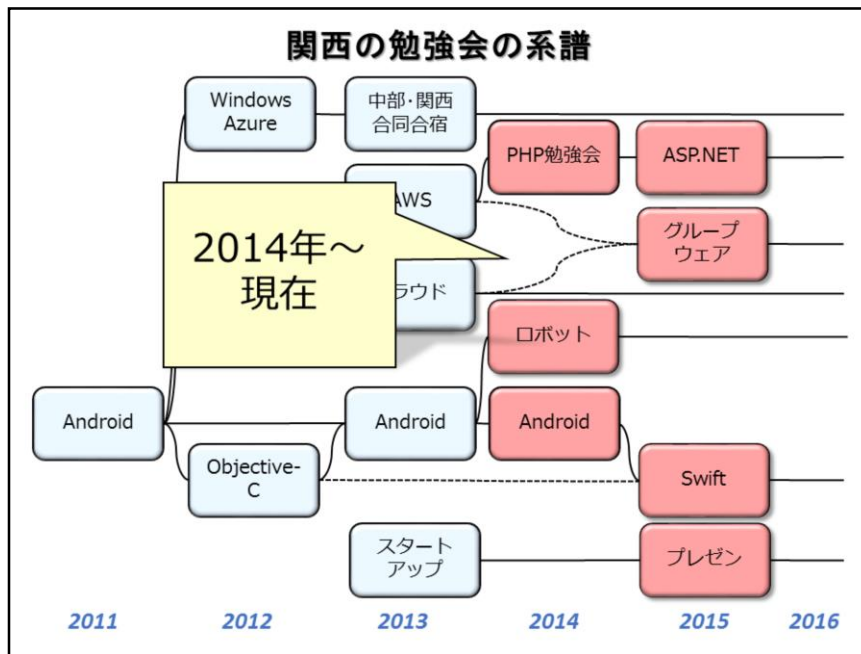 関西の勉強会の系譜
Windows
Azure
中部・関西
合同合宿
PHP勉強会
ASP.NET
AWS
グループ
ウェア
2014年～
現在
ラウド
ロボット
Android
Android
Android
Objective-
C
Swift
スタート
アップ
プレゼン
2011
2012
2013
2014
2015
2016